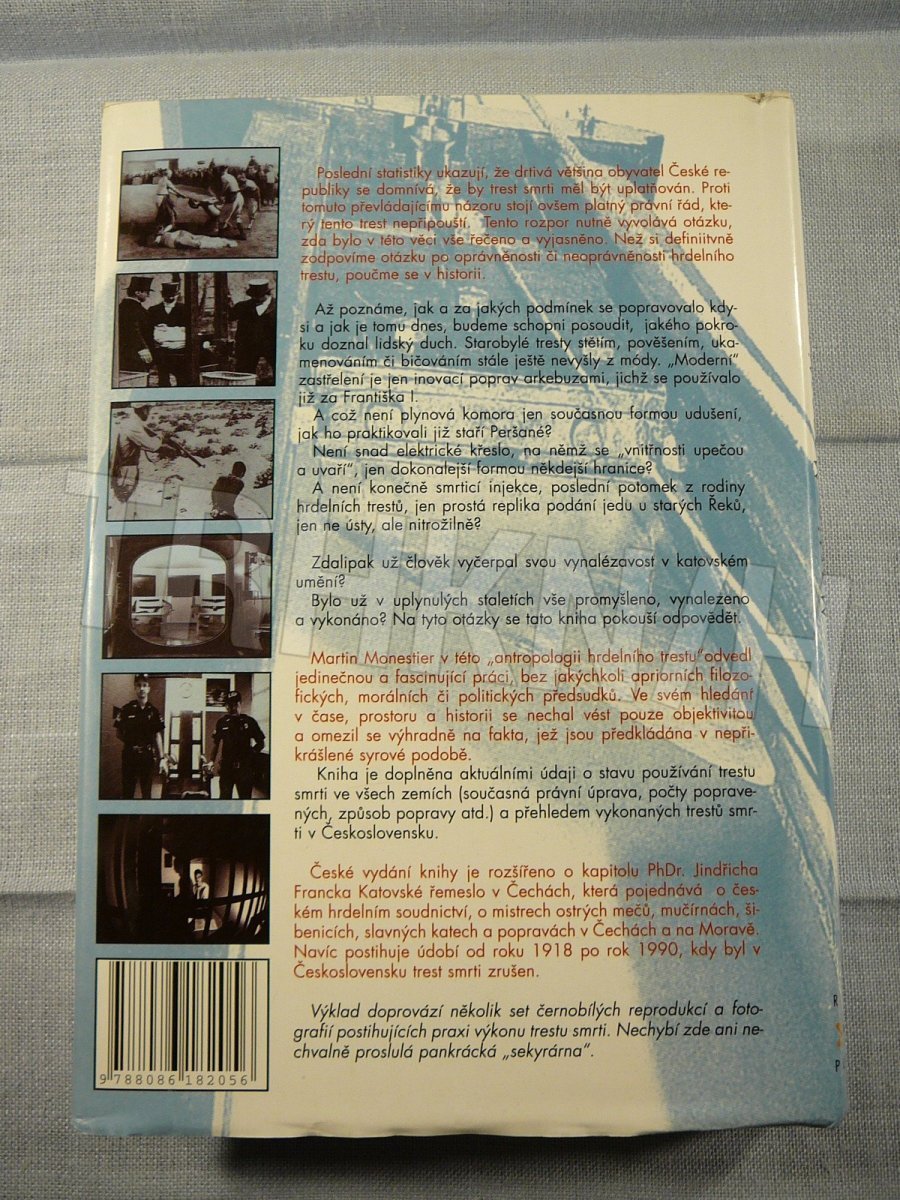 Poslední statistiky ukazují, že drtivá většina obyvatel České re-
publiky se domnívá, že by trest smrti měl být uplatňován. Proti
tomuto převládajícímu názoru stojí ovšem platný právní řád, kte-
rý tento trest nepřipouští. Tento rozpor nutně vyvolává otázku,
zda bylo v této věci vše řečeno a vyjasněno. Než si definiitvně
zodpovíme otázku po oprávněnosti či neoprávněnosti hrdelního
trestu, poučme se v historii.
Až poznáme, jak a za jakých podmínek se popravovalo kdy-
si a jak je tomu dnes, budeme schopni posoudit, jakého pokro-
ku doznal lidský duch. Starobylé tresty stětím, pověšením, uka-
menováním či bičováním stále ještě nevyšly z módy. „Moderní“
zastřelení je jen inovací poprav arkebuzami, jichž se používalo
již za Františka I.
A což není plynová komora jen současnou formou udušení,
jak ho praktikovali již staří Peršané?
Není snad elektrické křeslo, na němž se „vnitřnosti upečou
a uvaří“, jen dokonalejší formou někdejší hranice?
A není konečně smrticí injekce, poslední potomek z rodiny
hrdelních trestů, jen prostá replika podání jedu u starých Řeků,
jen ne ústy, ale nitrožilně?
Zdalipak už člověk vyčerpal svou vynalézavost v katovském
umění?
Bylo už v uplynulých staletích vše promyšleno, vynalezeno
a vykonáno? Na tyto otázky se tato kniha pokouší odpovědět.
Martin Monestier v této „antropologii hrdelního trestu“odvedl
jedinečnou a fascinující práci, bez jakýchkoli apriorních filozo-
fických, morálních či politických předsudků. Ve svém hledání
v čase, prostoru a historii se nechal vést pouze objektivitou
a omezil se výhradně na fakta, jež jsou předkládána v nepři-
krášlené syrové podobě.
Kniha je doplněna aktuálními údaji o stavu používání trestu
smrti ve všech zemích (současná právní úprava, počty poprave-
ných, způsob popravy atd.) a přehledem vykonaných trestů smr-
ti v Československu.
České vydání knihy je rozšířeno o kapitolu PhDr. Jindřicha
Francka Katovské řemeslo v Čechách, která pojednává o čes-
kém hrdelním soudnictví, o mistrech ostrých mečů, mučírnách, ši-
benicích, slavných katech a popravách v Čechách a na Moravě.
Navíc postihuje údobí od roku 1918 po rok 1990, kdy byl v
Československu trest smrti zrušen.
Výklad doprovází několik set černobílých reprodukcí a foto-
grafií postihujících praxi výkonu trestu smrti. Nechybí zde ani ne-
chvalně proslulá pankrácká „sekyrárna“.
9 788086 182056